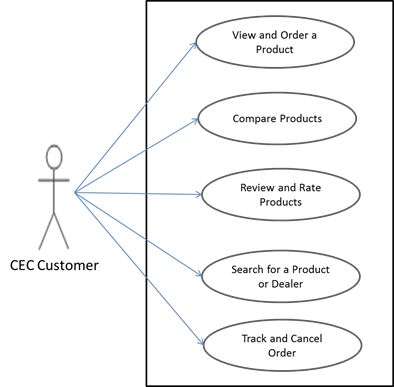 View and Order a
Product
Compare Products
Review and Rate
Products
CEC Customer
Search for a Product
or Dealer
Track and Cancel
Order